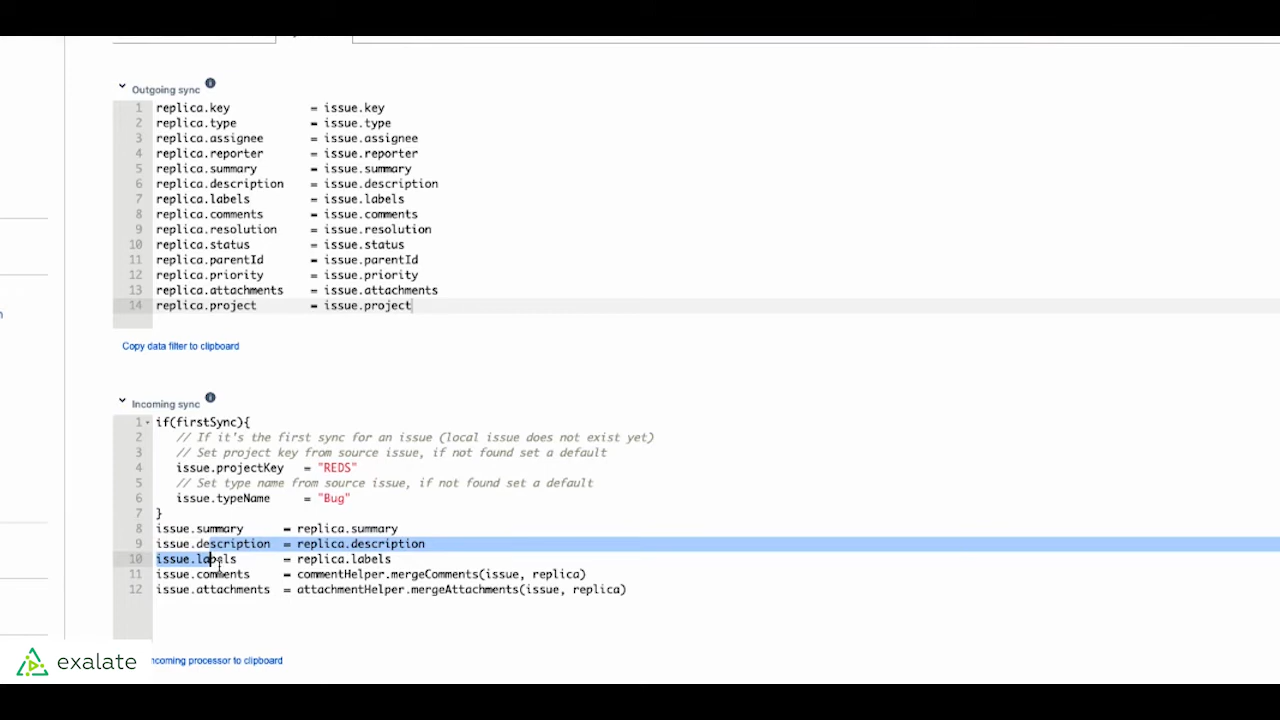 Outgoing sync
1 replica.key = issue.key
2 replica.type = issue.type
3 replica.assignee = issue.assignee
4 replica.reporter = issue.reporter
5 replica.summary = issue.summary
6 replica.description = issue.description
7 replica.labels = issue.labels
8 replica.comments = issue.comments
9 replica.resolution = issue.resolution
10 replica.status = issue.status
11 replica.parentId = issue.parentId
12 replica.priority = issue.priority
13 replica.attachments = issue.attachments
14 replica.project = issue.project
Copy data filter to clipboard
Incoming sync
1 if(firstSync){
2 // If it's the first sync for an issue (local issue does not exist yet)
3 // Set project key from source issue, if not found set a default
4 issue.projectKey = "REDS"
5 // Set type name from source issue, if not found set a default
6 issue.typeName = "Bug"
7 }
8 issue.summary = replica.summary
9 issue.description = replica.description
10 issue.labels = replica.labels
11 issue.comments = commentHelper.mergeComments(issue, replica)
12 issue.attachments = attachmentHelper.mergeAttachments(issue, replica)
exalate
ncoming processor to clipboard